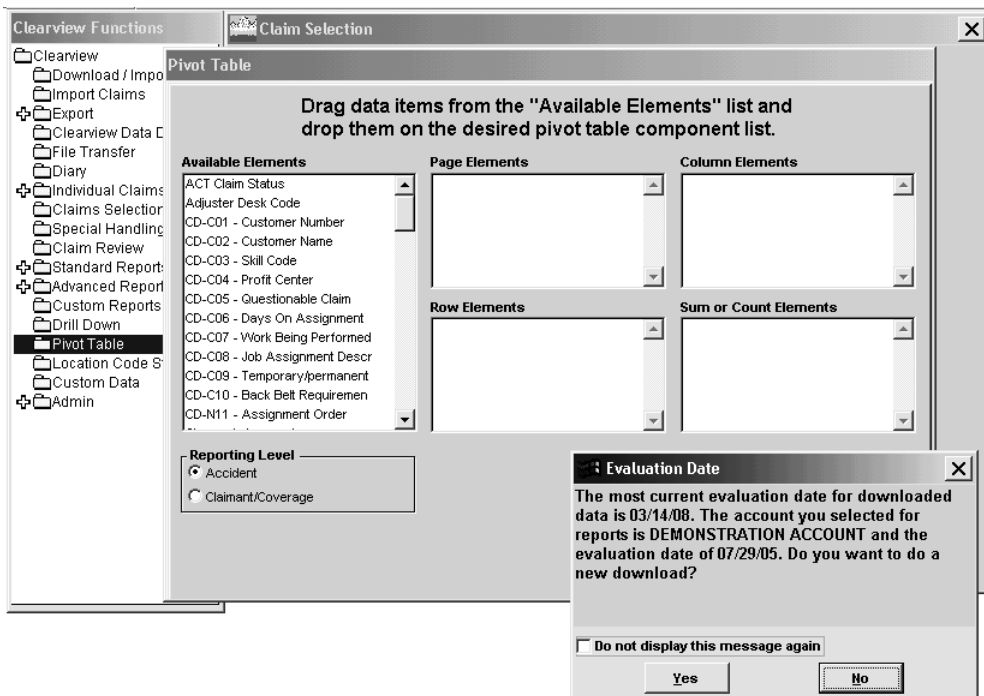 Clearview Functions
Clearview
Download / Impo
Import Claims
Export
Clearview Data D
File Transfer
Diary
Individual Claims
Claims Selection
Special Handling
Claim Review
Standard Report
Advanced Report
Custom Reports
Drill Down
Pivot Table
Location Code S
Custom Data
Admin
Claim Selection
Pivot Table
Drag data items from the "Available Elements" list and
drop them on the desired pivot table component list.
Available Elements
ACT Claim Status
Adjuster Desk Code
CD-C01 - Customer Number
CD-C02 - Customer Name
CD-C03 - Skill Code
CD-C04 - Profit Center
CD-C05 - Questionable Claim
CD-C06 - Days On Assignment
CD-C07 - Work Being Performed
CD-C08 - Job Assignment Descr
CD-C09 - Temporary/permanent
CD-C10 - Back Belt Requiremen
CD-N11 - Assignment Order
Page Elements
Column Elements
Row Elements
Sum or Count Elements
Reporting Level
Accident
Claimant/Coverage
Evaluation Date
The most current evaluation date for downloaded
data is 03/14/08. The account you selected for
reports is DEMONSTRATION ACCOUNT and the
evaluation date of 07/29/05. Do you want to do a
new download?
Do not display this message again
Yes
No